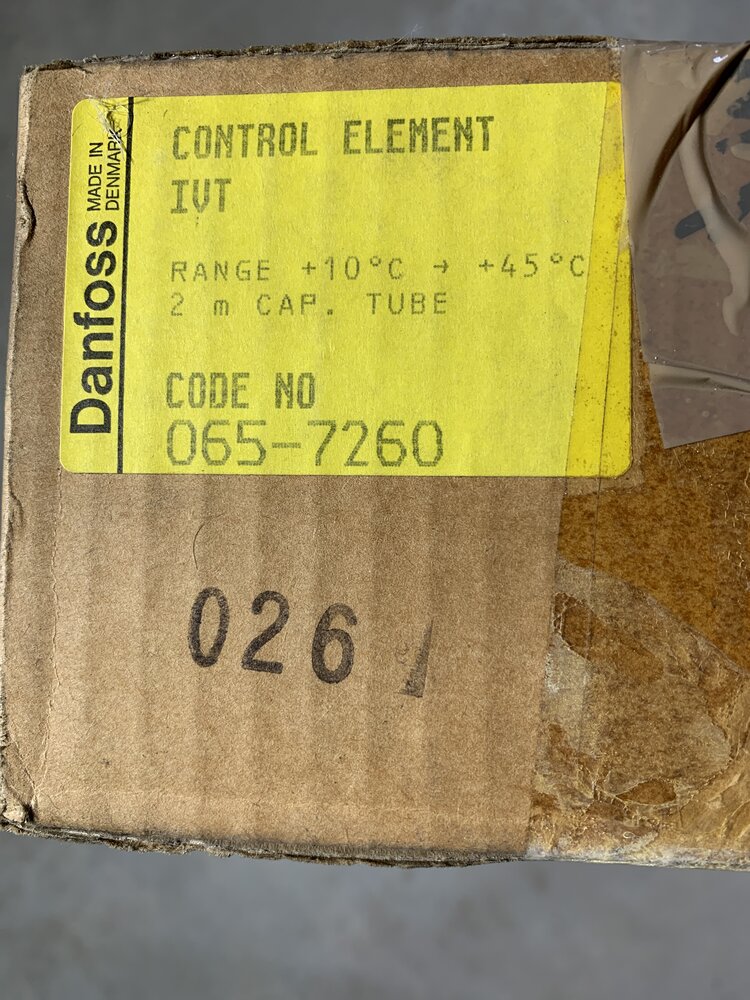 Danfoss
MADE IN
DENMARK
CONTROL ELEMENT
IVT
RANGE +10°C → +45°C
2 m CAP. TUBE
CODE NO
065-7260
026